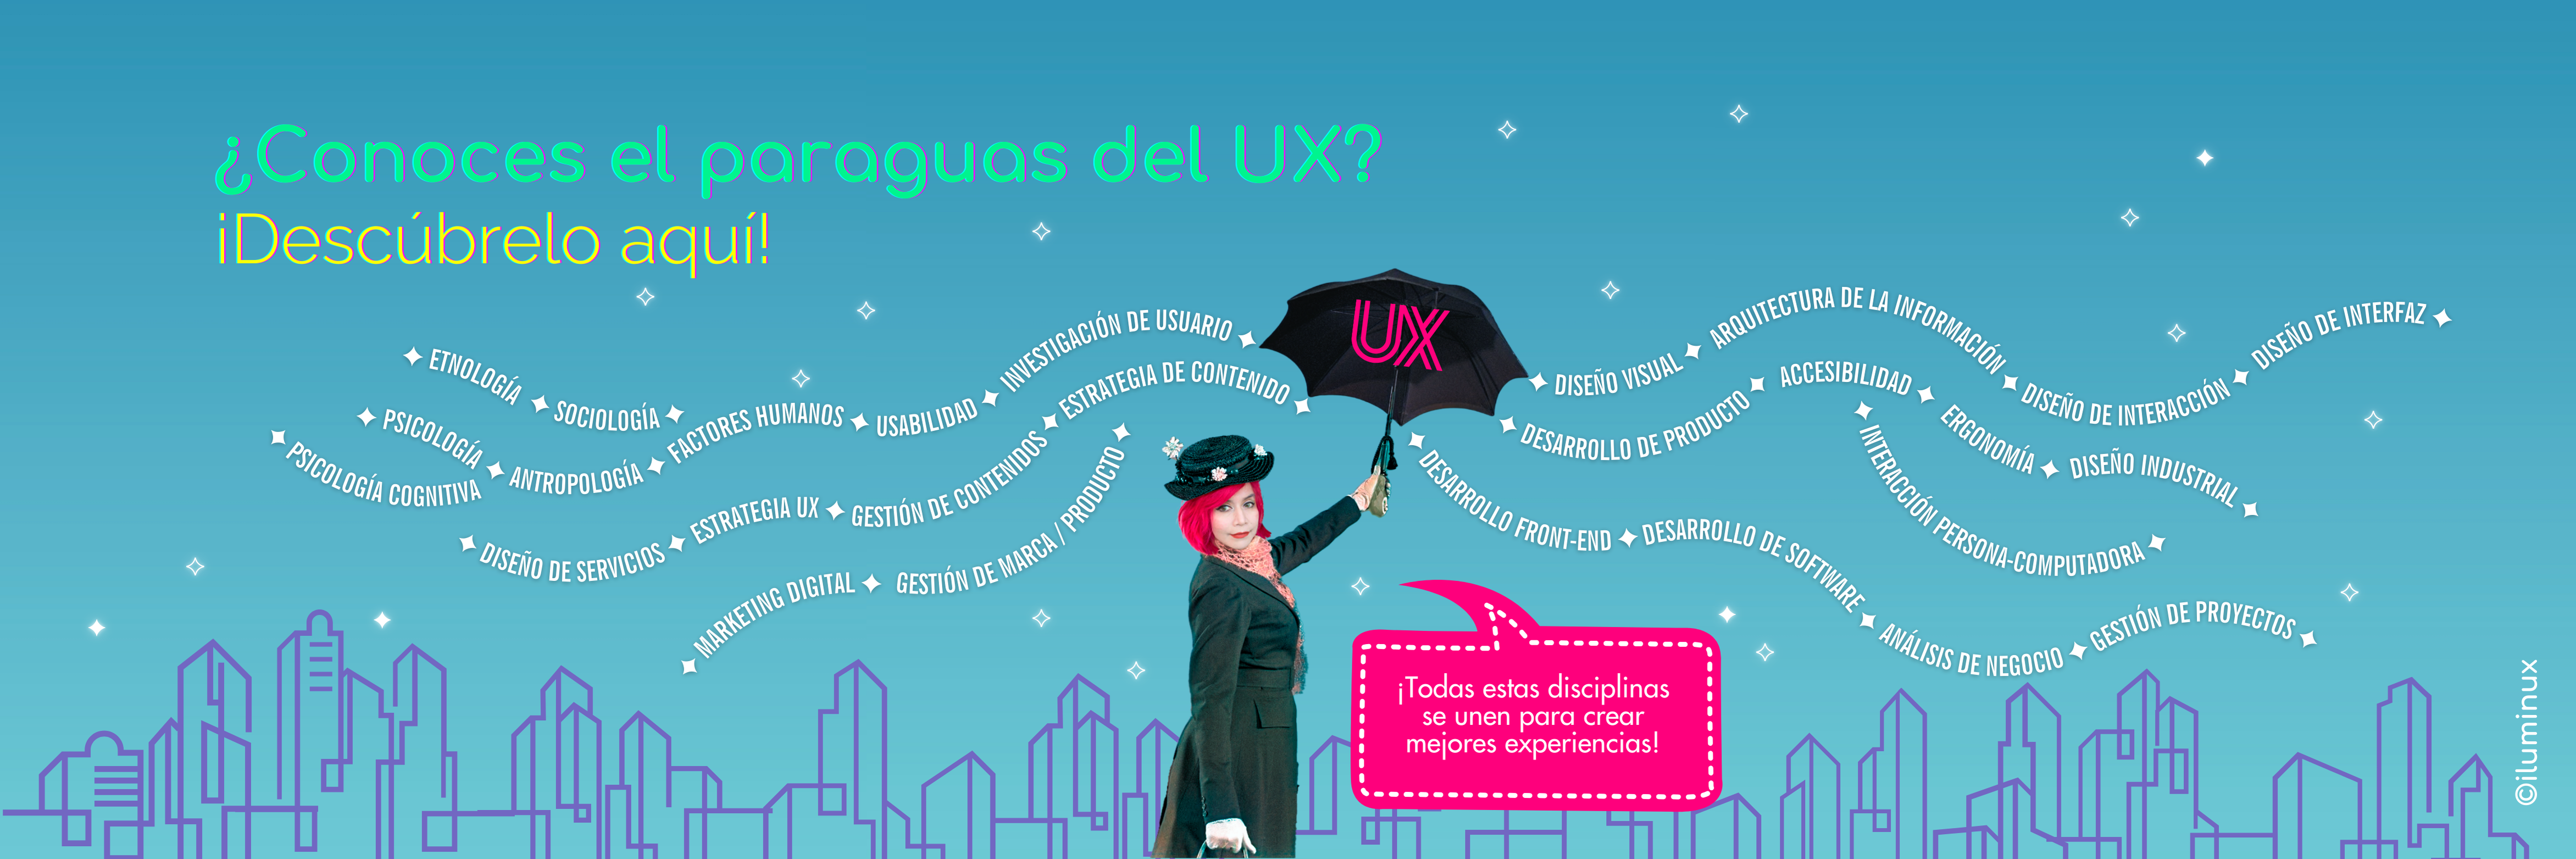 ¿Conoces el paraguas del UX?
¡Descúbrelo aquí!
UX
ETNOLOGÍA
SOCIOLOGÍA
PSICOLOGÍA
ANTROPOLOGÍA
FACTORES HUMANOS
USABILIDAD
INVESTIGACIÓN DE USUARIO
PSICOLOGÍA COGNITIVA
DISEÑO DE SERVICIOS
ESTRATEGIA UX
GESTIÓN DE CONTENIDOS
ESTRATEGIA DE CONTENIDO
MARKETING DIGITAL
GESTIÓN DE MARCA / PRODUCTO
DISEÑO VISUAL
ARQUITECTURA DE LA INFORMACIÓN
DISEÑO DE INTERACCIÓN
DISEÑO DE INTERFAZ
DESARROLLO DE PRODUCTO
ACCESIBILIDAD
ERGONOMÍA
DISEÑO INDUSTRIAL
INTERACCIÓN PERSONA-COMPUTADORA
DESARROLLO FRONT-END
DESARROLLO DE SOFTWARE
ANÁLISIS DE NEGOCIO
GESTIÓN DE PROYECTOS
¡Todas estas disciplinas
se unen para crear
mejores experiencias!
©iluminux